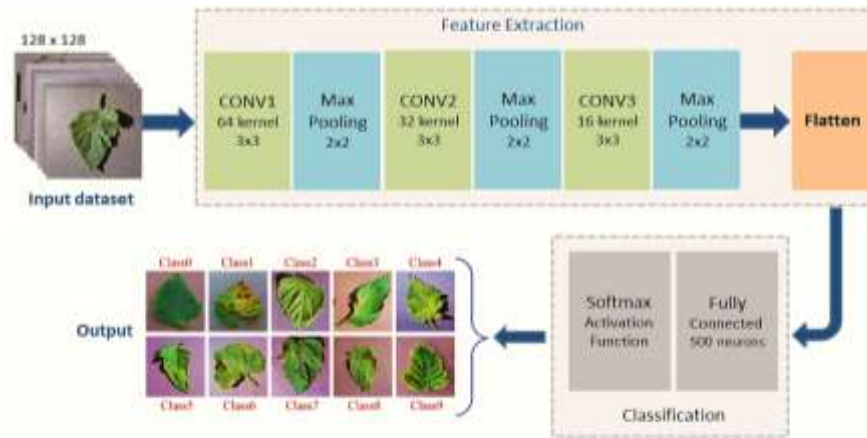 Feature Extraction
128 x 128
CONV1
64 kernel
3x3
Max
Pooling
2x2
CONV2
32 kernel
3x3
Max
Pooling
2x2
CONV3
16 kernel
3x3
Max
Pooling
2x2
Flatten
Input dataset
Class0 Class1 Class2 Class3 Class4
Output
Class5 Class6 Class7 Class8 Class9
Softmax
Activation
Function
Fully
Connected
500 neurons
Classification